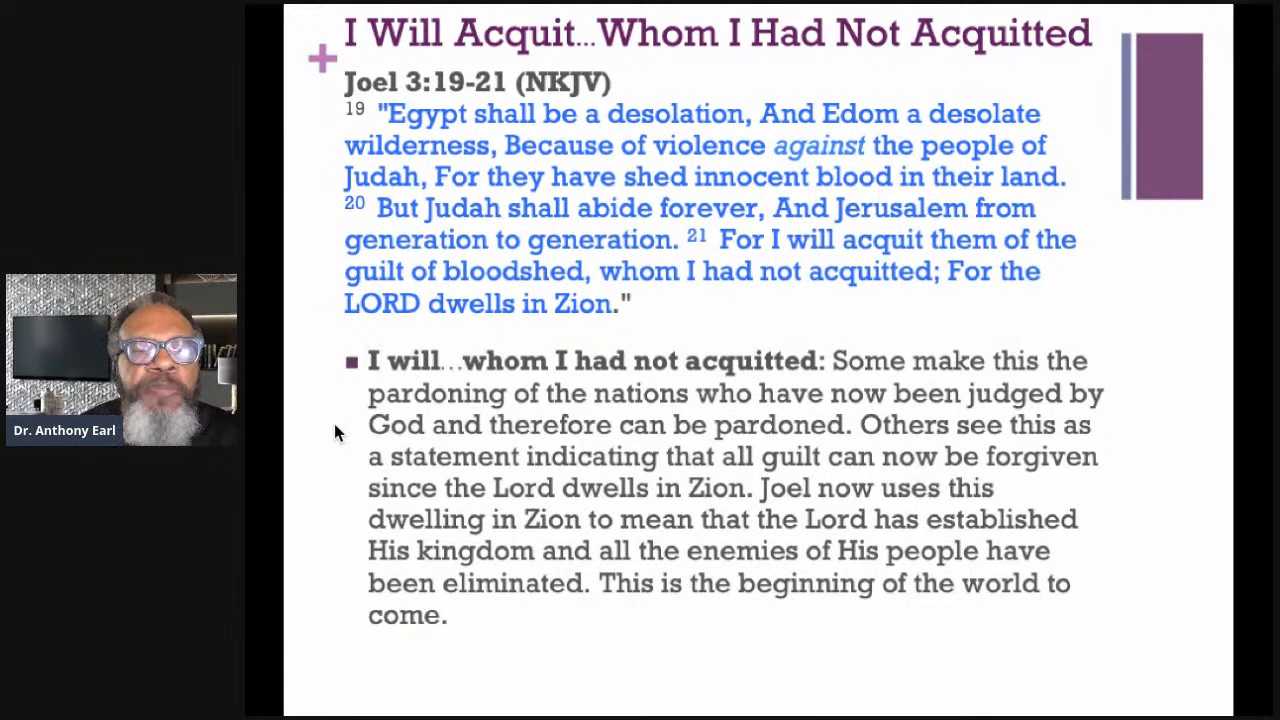 I Will Acquit...Whom I Had Not Acquitted
+
Joel 3:19-21 (NKJV)
19 "Egypt shall be a desolation, And Edom a desolate
wilderness, Because of violence against the people of
Judah, For they have shed innocent blood in their land.
20 But Judah shall abide forever, And Jerusalem from
generation to generation. 21 For I will acquit them of the
guilt of bloodshed, whom I had not acquitted; For the
LORD dwells in Zion."
■ I will...whom I had not acquitted: Some make this the
pardoning of the nations who have now been judged by
God and therefore can be pardoned. Others see this as
a statement indicating that all guilt can now be forgiven
since the Lord dwells in Zion. Joel now uses this
dwelling in Zion to mean that the Lord has established
His kingdom and all the enemies of His people have
been eliminated. This is the beginning of the world to
come.
Dr. Anthony Earl